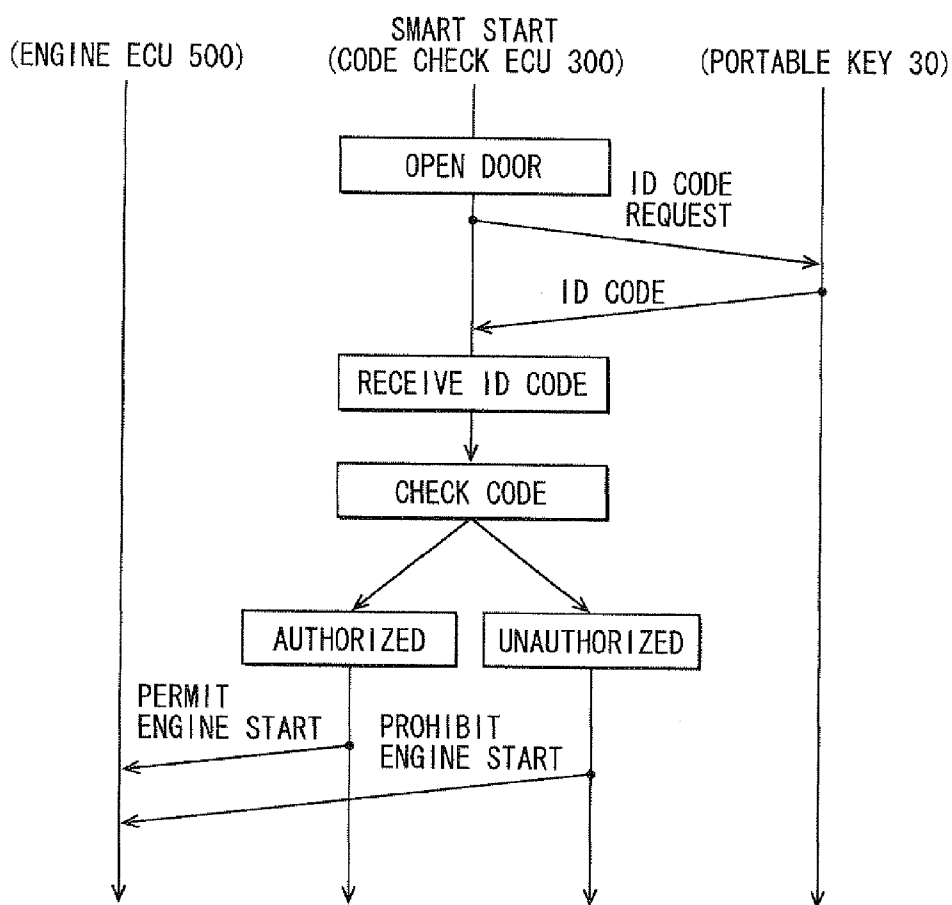 SMART START
(ENGINE ECU 500)
(CODE CHECK ECU 300)
(PORTABLE KEY 30)
OPEN DOOR
ID CODE
REQUEST
ID CODE
RECEIVE ID CODE
CHECK CODE
AUTHORIZED
UNAUTHORIZED
PERMIT
ENGINE START
PROHIBIT
ENGINE START